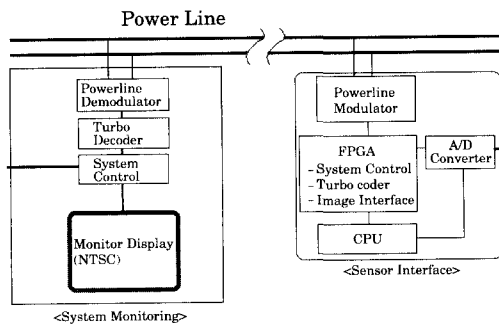 Power Line
Powerline
Demodulator
Turbo
Decoder
System
Control
Monitor Display
(NTSC)
<System Monitoring>
Powerline
Modulator
FPGA
- System Control
- Turbo coder
- Image Interface
A/D
Converter
CPU
<Sensor Interface>